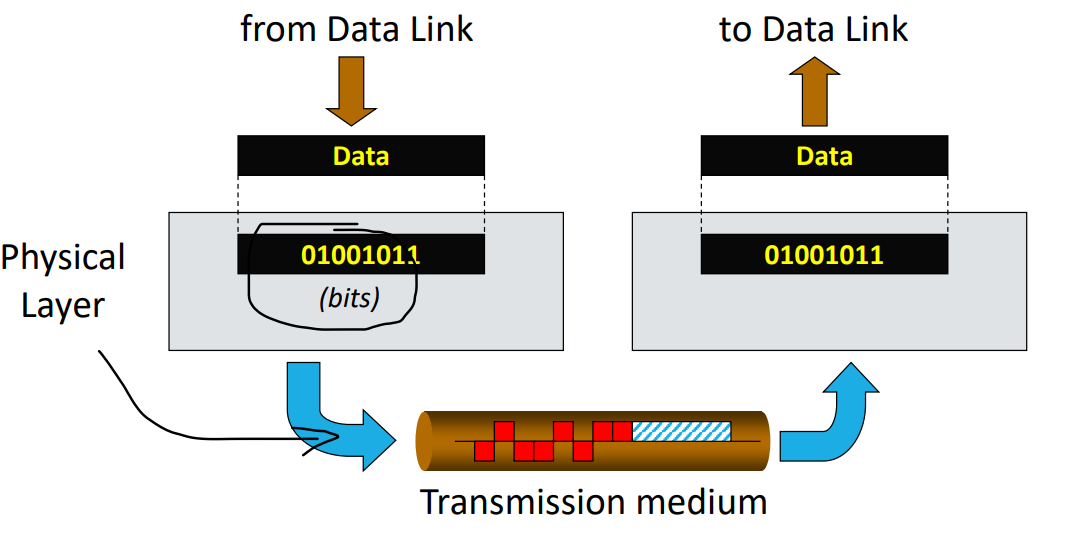 from Data Link
to Data Link
Data
Data
Physical
Layer
01001011
(bits)
01001011
Transmission medium